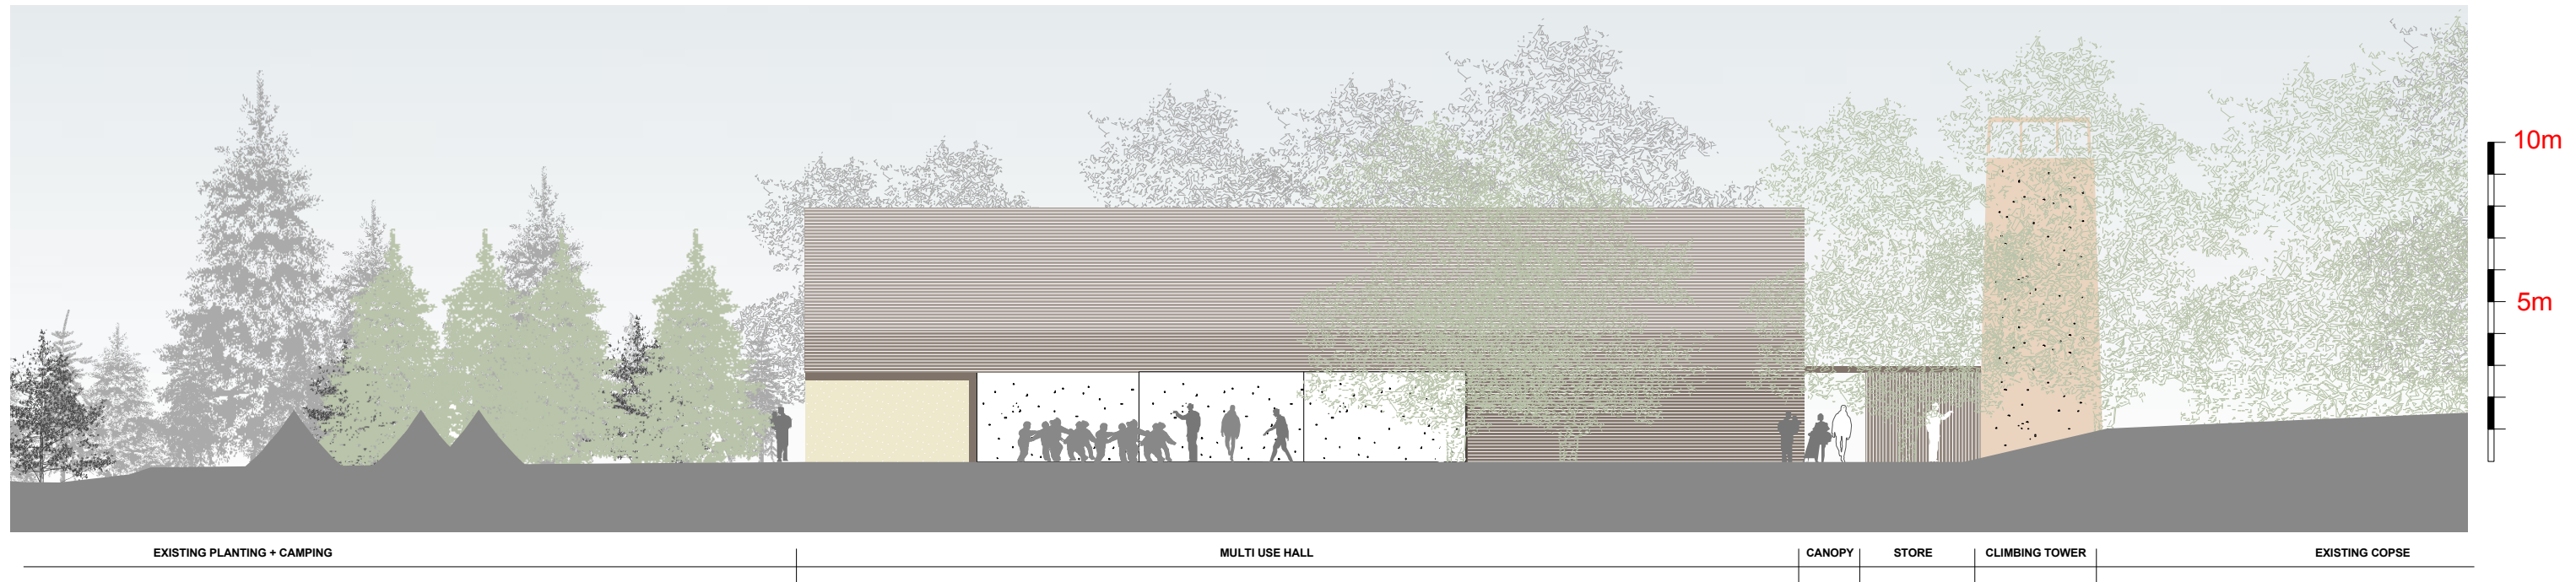 10m
5m
EXISTING PLANTING + CAMPING
MULTI USE HALL
CANOPY
STORE
CLIMBING TOWER
EXISTING COPSE